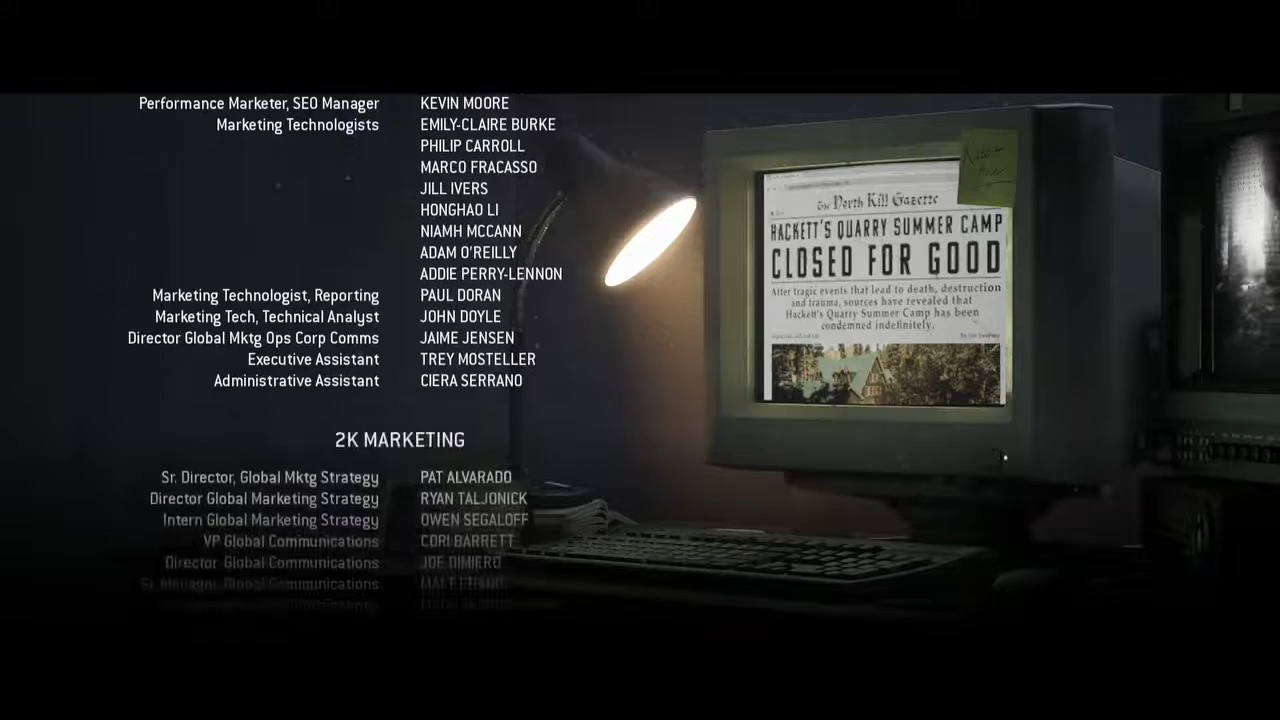 Performance Marketer, SEO Manager KEVIN MOORE
Marketing Technologists EMILY-CLAIRE BURKE
PHILIP CARROLL
MARCO FRACASSO
JILL IVERS
HONGHAO LI
NIAMH MCCANN
ADAM O'REILLY
ADDIE PERRY-LENNON
Marketing Technologist, Reporting PAUL DORAN
Marketing Tech, Technical Analyst JOHN DOYLE
Director Global Mktg Ops Corp Comms JAIME JENSEN
Executive Assistant TREY MOSTELLER
Administrative Assistant CIERA SERRANO
2K MARKETING
Sr. Director, Global Mktg Strategy PAT ALVARADO
Director Global Marketing Strategy RYAN TALJONICK
Intern Global Marketing Strategy OWEN SEGALOFF
VP Global Communications CORI BARRETT
Director Global Communications JOE DIMIERO
Sr. Manager, Global Communications
The North Kill Gazette
HACKETT'S QUARRY SUMMER CAMP
CLOSED FOR GOOD
After tragic events that lead to death, destruction
and trauma, sources have revealed that
Hackett's Quarry Summer Camp has been
condemned indefinitely.